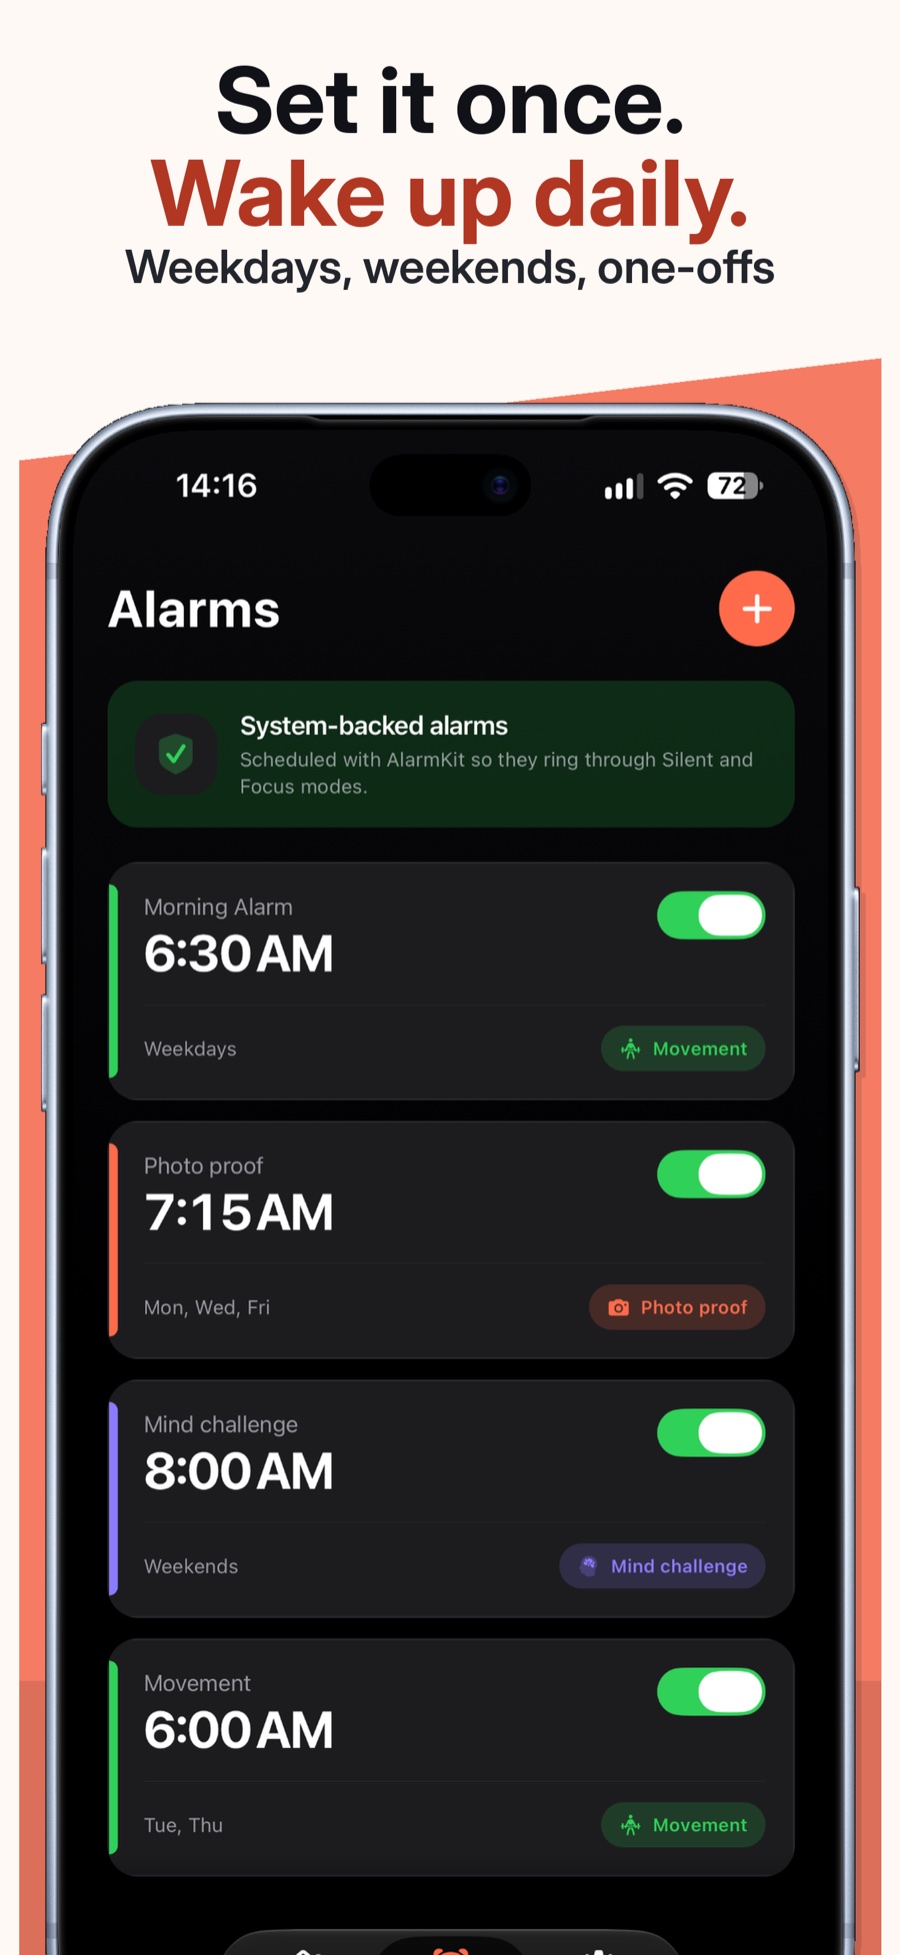 Set it once.
Wake up daily.
Weekdays, weekends, one-offs
14:16
72
Alarms
System-backed alarms
Scheduled with AlarmKit so they ring through Silent and
Focus modes.
Morning Alarm
6:30 AM
Weekdays
Movement
Photo proof
7:15 AM
Mon, Wed, Fri
Photo proof
Mind challenge
8:00 AM
Weekends
Mind challenge
Movement
6:00 AM
Tue, Thu
Movement